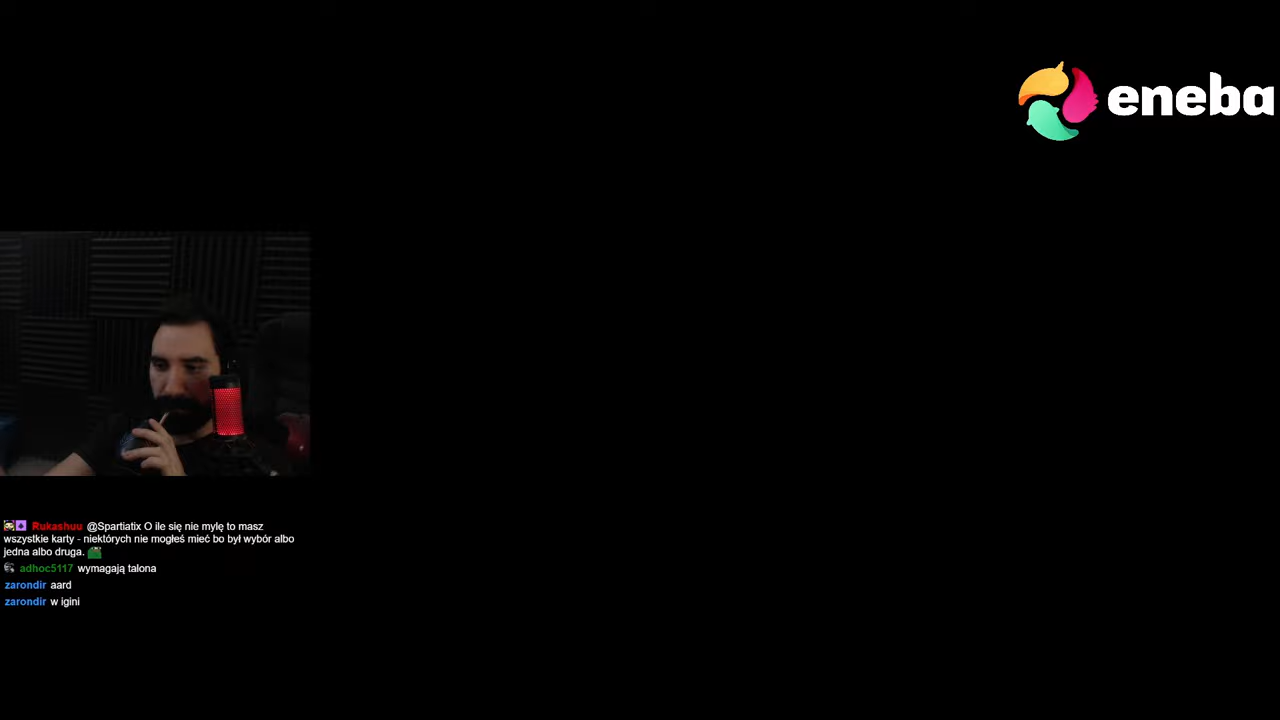 eneba
Rukashuu @Spartiatix O ile się nie mylę to masz
wszystkie karty - niektórych nie mogłeś mieć bo był wybór albo
jedna albo druga.
adhoc5117 wymagają talona
zarondir aard
zarondir w igini